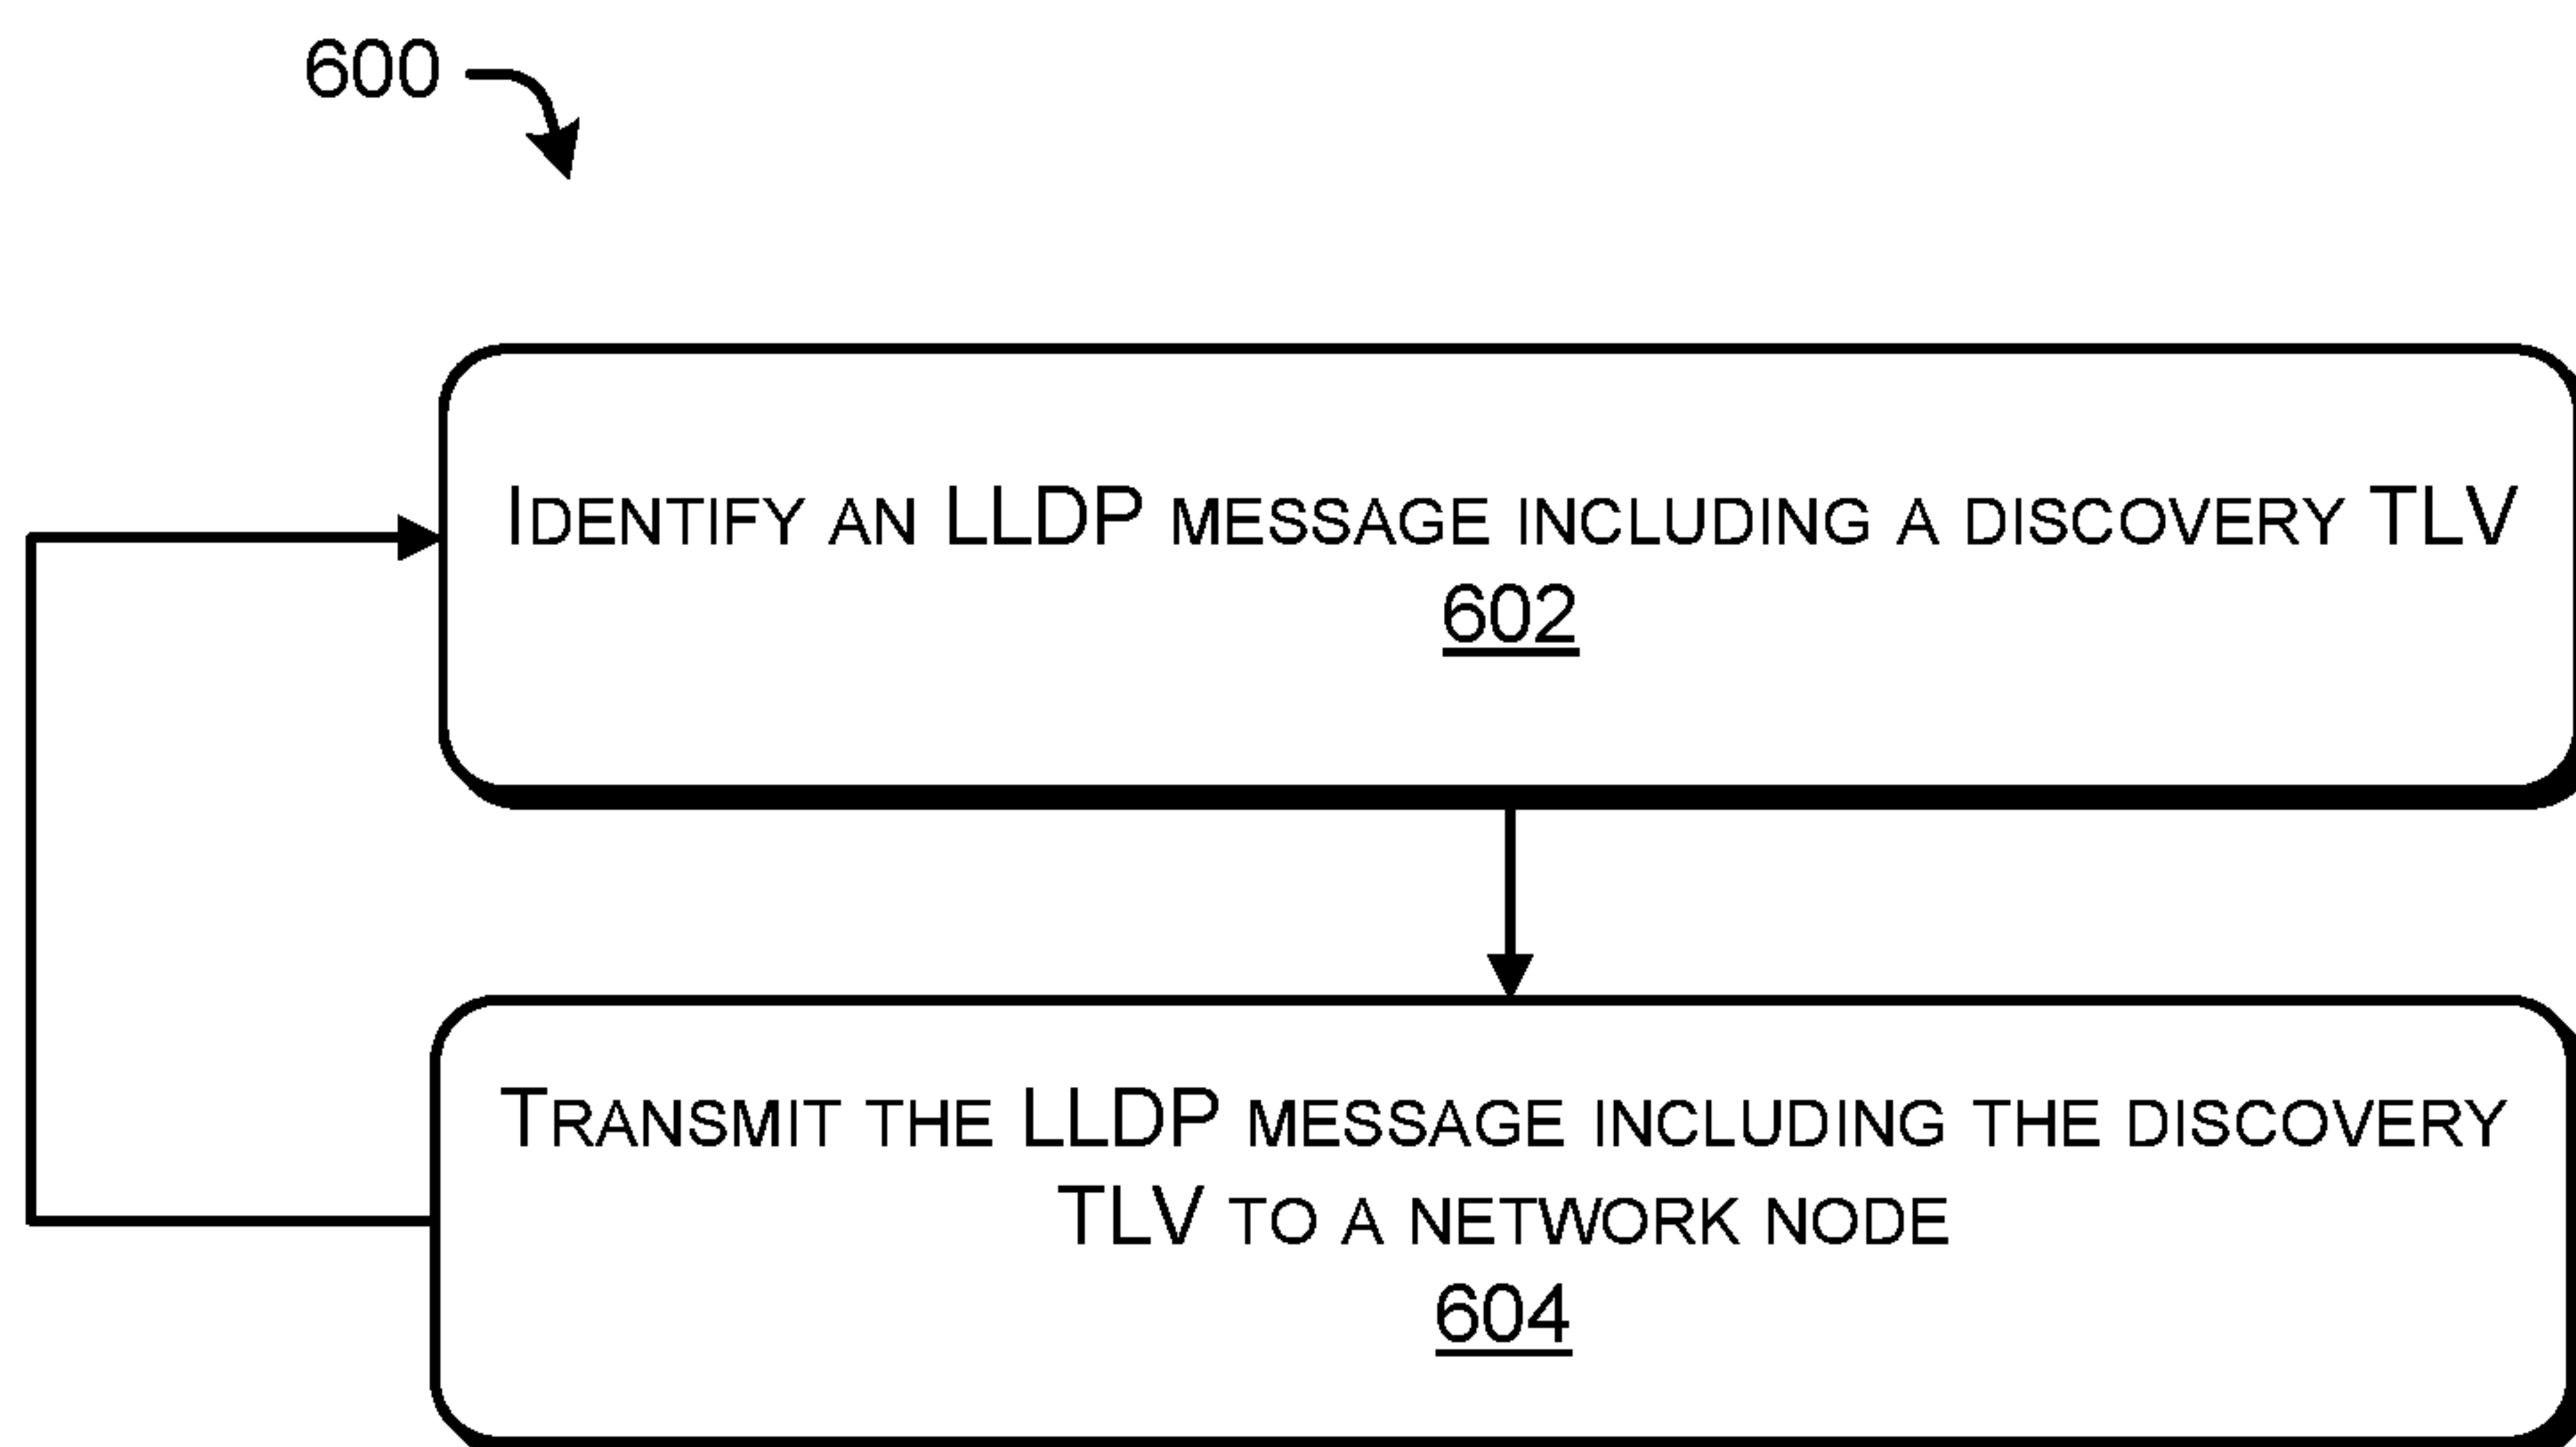 600
IDENTIFY AN LLDP MESSAGE INCLUDING A DISCOVERY TLV
602
TRANSMIT THE LLDP MESSAGE INCLUDING THE DISCOVERY
TLV TO A NETWORK NODE
604